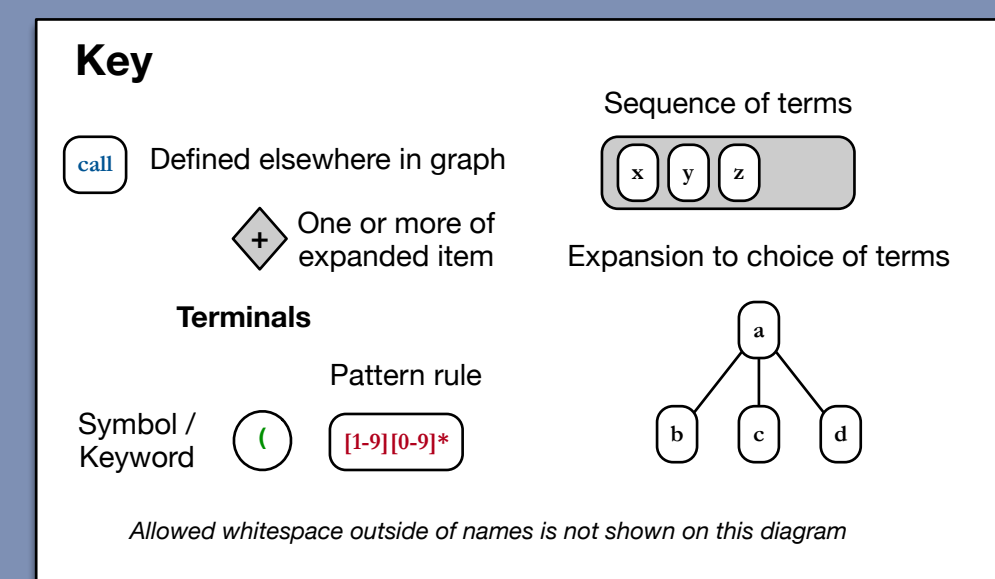 Key
call
Defined elsewhere in graph
+
One or more of
expanded item
Terminals
Pattern rule
Symbol /
Keyword
(
[1-9][0-9]*
Sequence of terms
x y z
Expansion to choice of terms
a
b c d
Allowed whitespace outside of names is not shown on this diagram